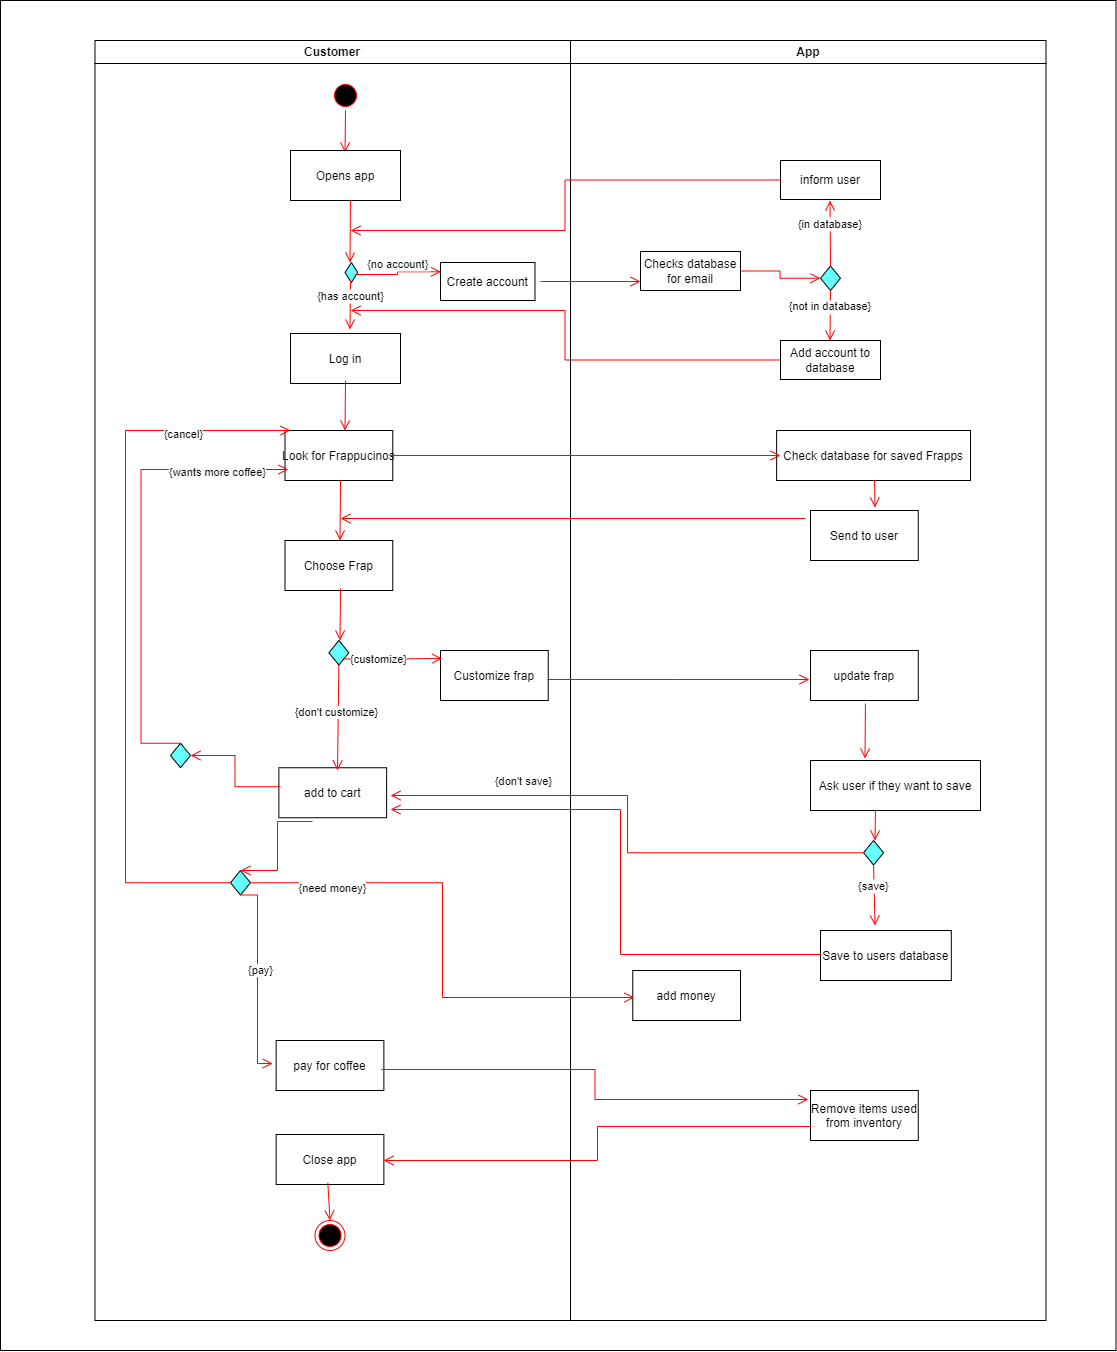 Customer
App
Opens app
inform user
{in database}
{no account}
Create account
Checks database
for email
{has account}
{not in database}
Log in
Add account to
database
{cancel}
Look for Frappucinos
{wants more coffee}
Check database for saved Frapps
Send to user
Choose Frap
{customize}
Customize frap
update frap
{don't customize}
add to cart
{don't save}
Ask user if they want to save
{need money}
{save}
Save to users database
{pay}
add money
pay for coffee
Remove items used
from inventory
Close app